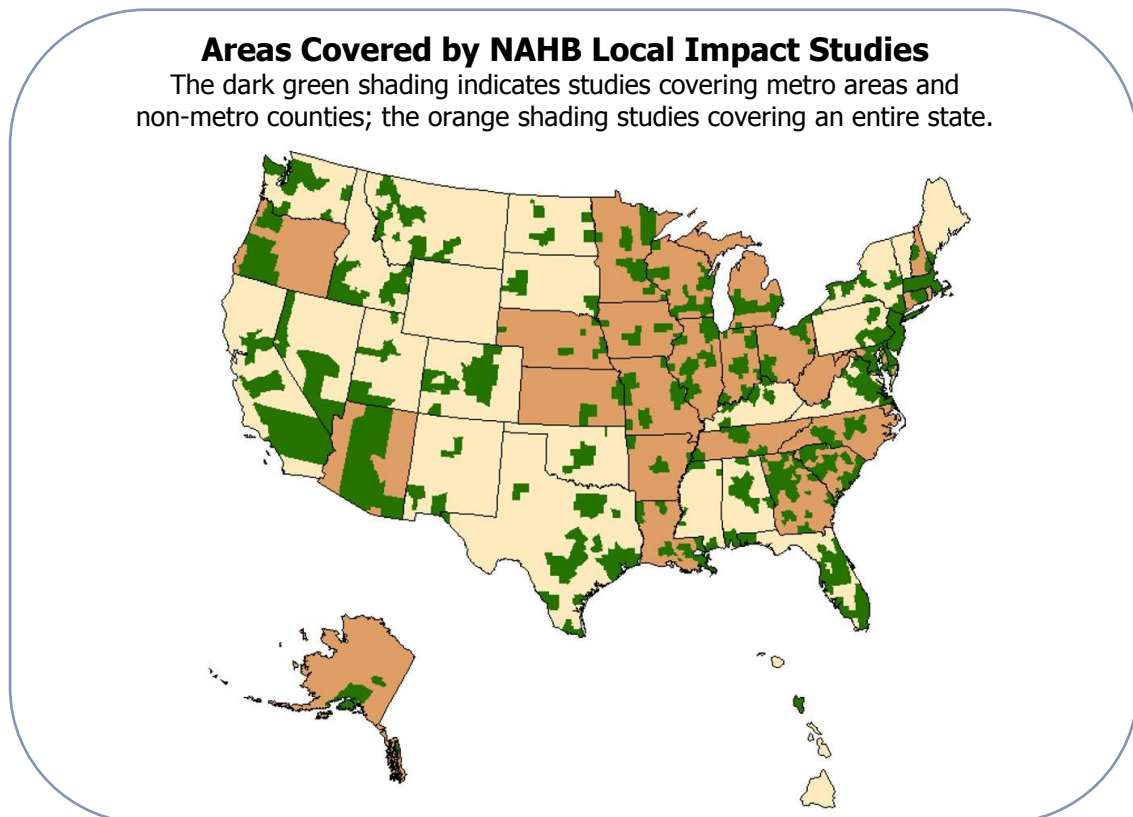 Areas Covered by NAHB Local Impact Studies
The dark green shading indicates studies covering metro areas and
non-metro counties; the orange shading studies covering an entire state.